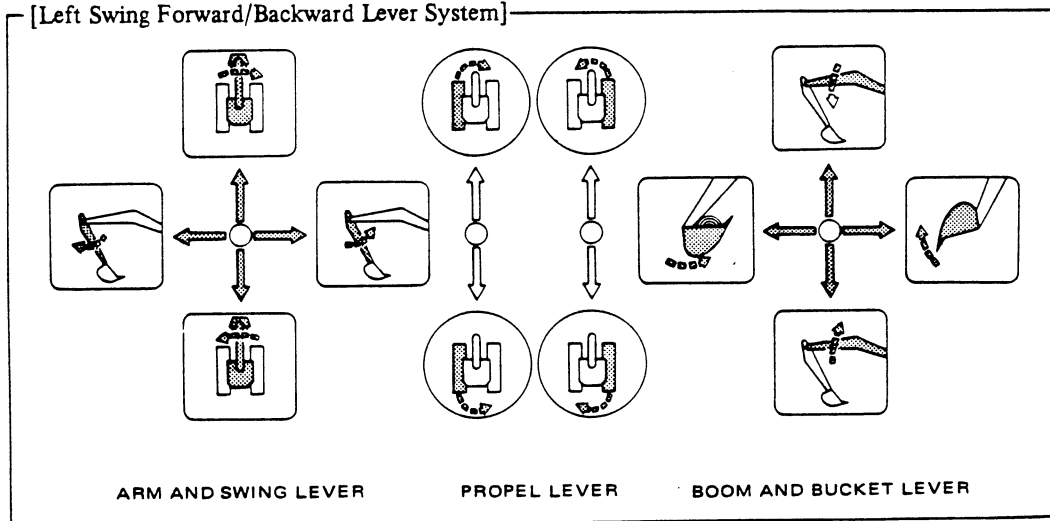 [Left Swing Forward/Backward Lever System]
ARM AND SWING LEVER
PROPEL LEVER
BOOM AND BUCKET LEVER